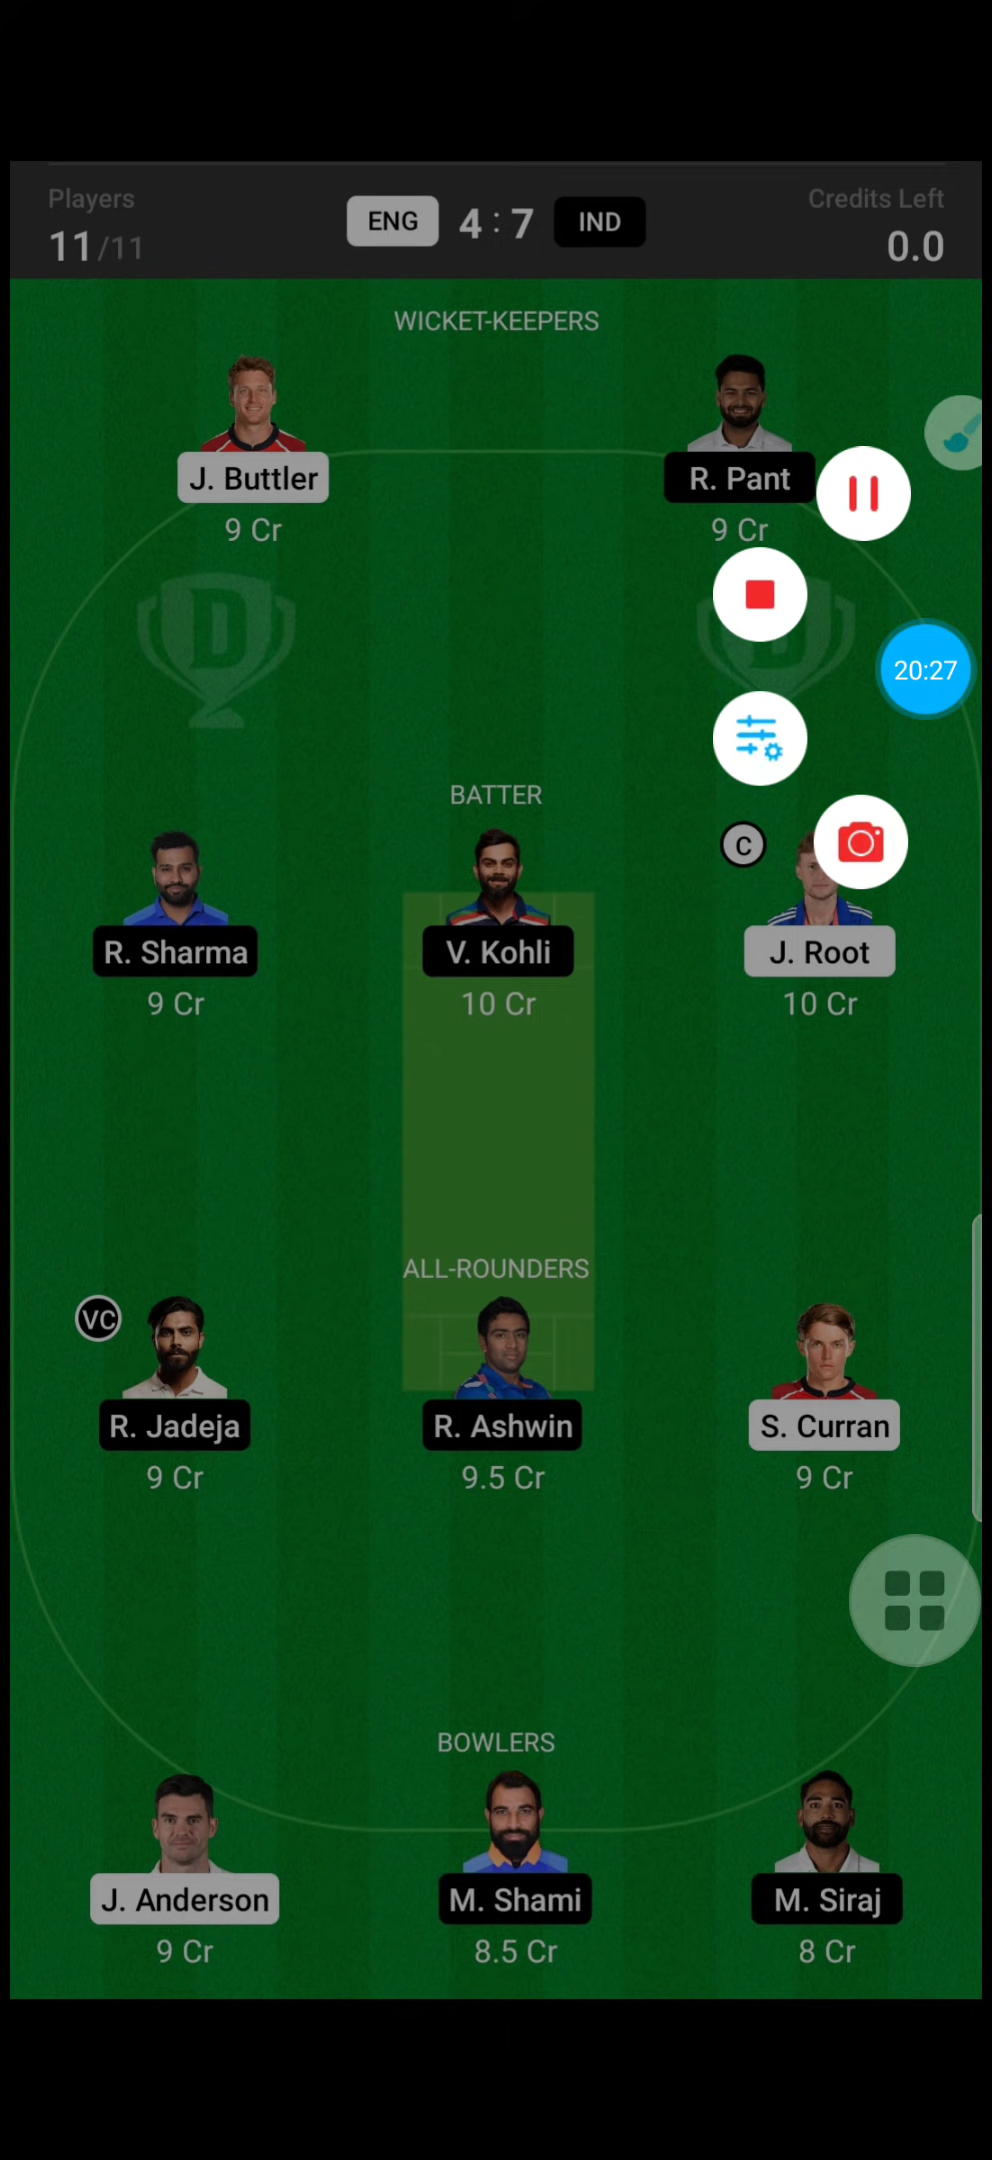 Players
Credits Left
ENG 4 : 7 IND
11/11
0.0
WICKET-KEEPERS
J. Buttler
R. Pant
9 Cr
9 Cr
D
D
20:27
BATTER
C
R. Sharma
V. Kohli
J. Root
9 Cr
10 Cr
10 Cr
ALL-ROUNDERS
VC
R. Jadeja
R. Ashwin
S. Curran
9 Cr
9.5 Cr
9 Cr
BOWLERS
J. Anderson
M. Shami
M. Siraj
9 Cr
8.5 Cr
8 Cr